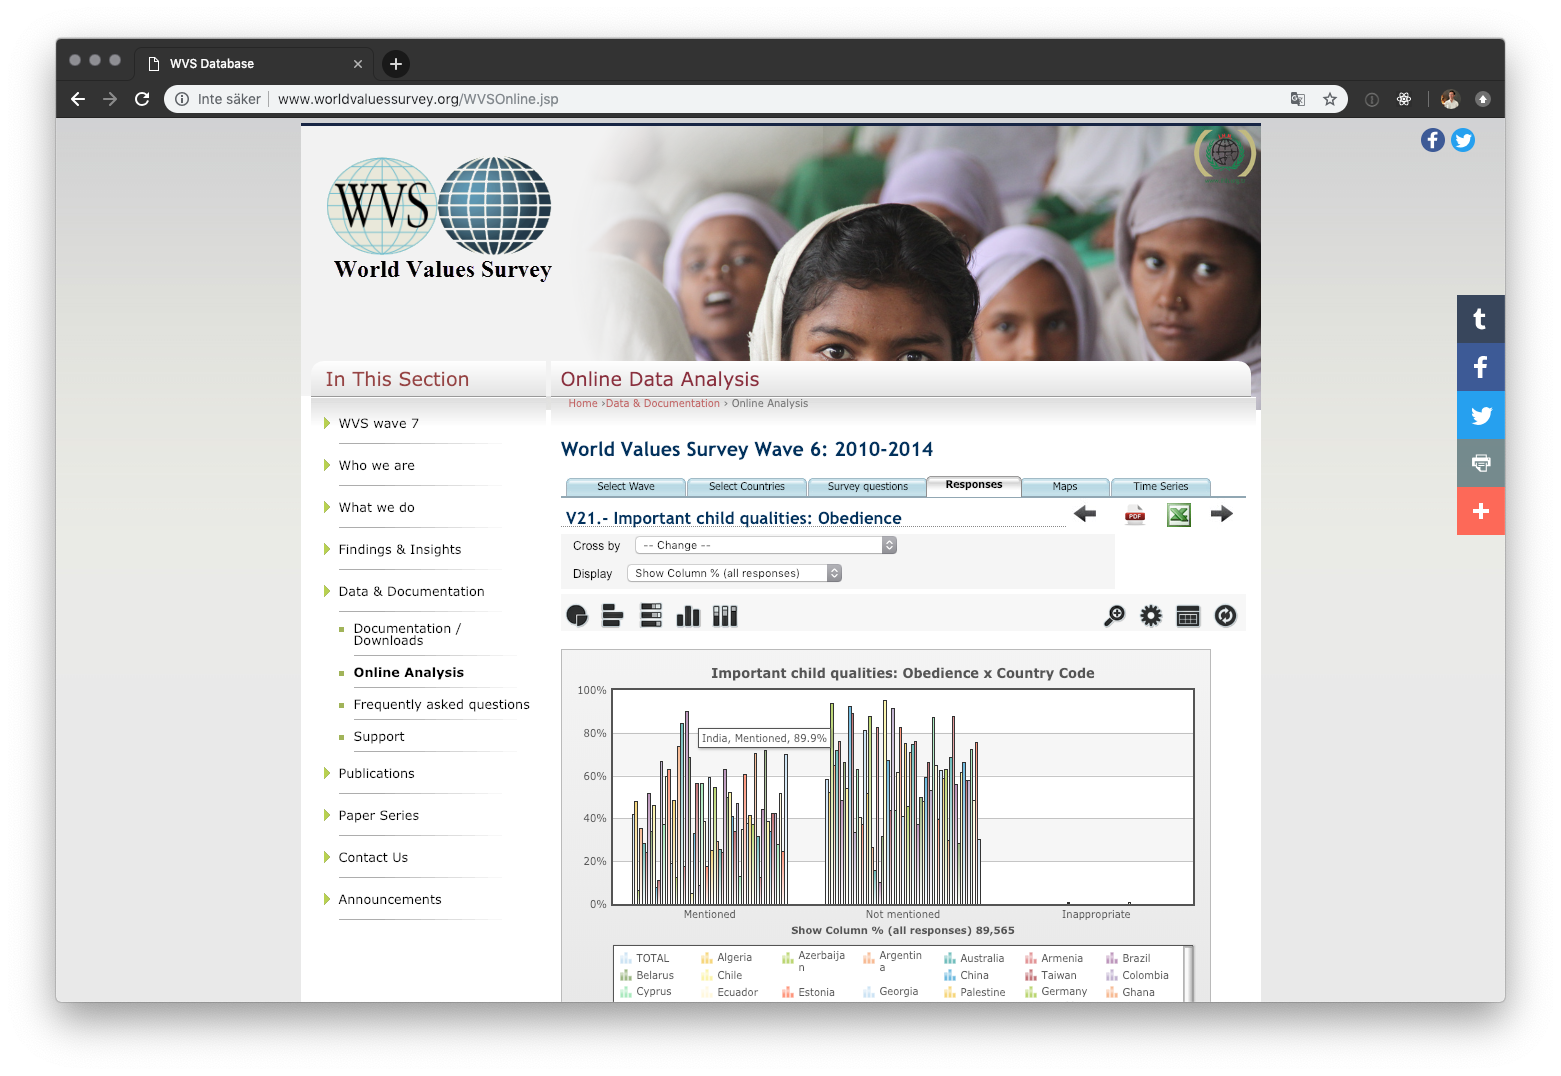 WVS Database
Inte säker www.worldvaluessurvey.org/WVSOnline.jsp
WVS
World Values Survey
In This Section
WVS wave 7
Who we are
What we do
Findings & Insights
Data & Documentation
Documentation /
Downloads
Online Analysis
Frequently asked questions
Support
Publications
Paper Series
Contact Us
Announcements
Online Data Analysis
Home ›Data & Documentation › Online Analysis
World Values Survey Wave 6: 2010-2014
Select Wave Select Countries Survey questions Responses Maps Time Series
V21.- Important child qualities: Obedience
PDF
Cross by -- Change --
Display Show Column % (all responses)
Important child qualities: Obedience x Country Code
100%
80%
60%
40%
20%
0%
India, Mentioned, 89.9%
Mentioned Not mentioned Inappropriate
Show Column % (all responses) 89,565
TOTAL Algeria Azerbaija
n Argentin
a Australia Armenia Brazil
Belarus Chile China Taiwan Colombia
Cyprus Ecuador Estonia Georgia Palestine Germany Ghana